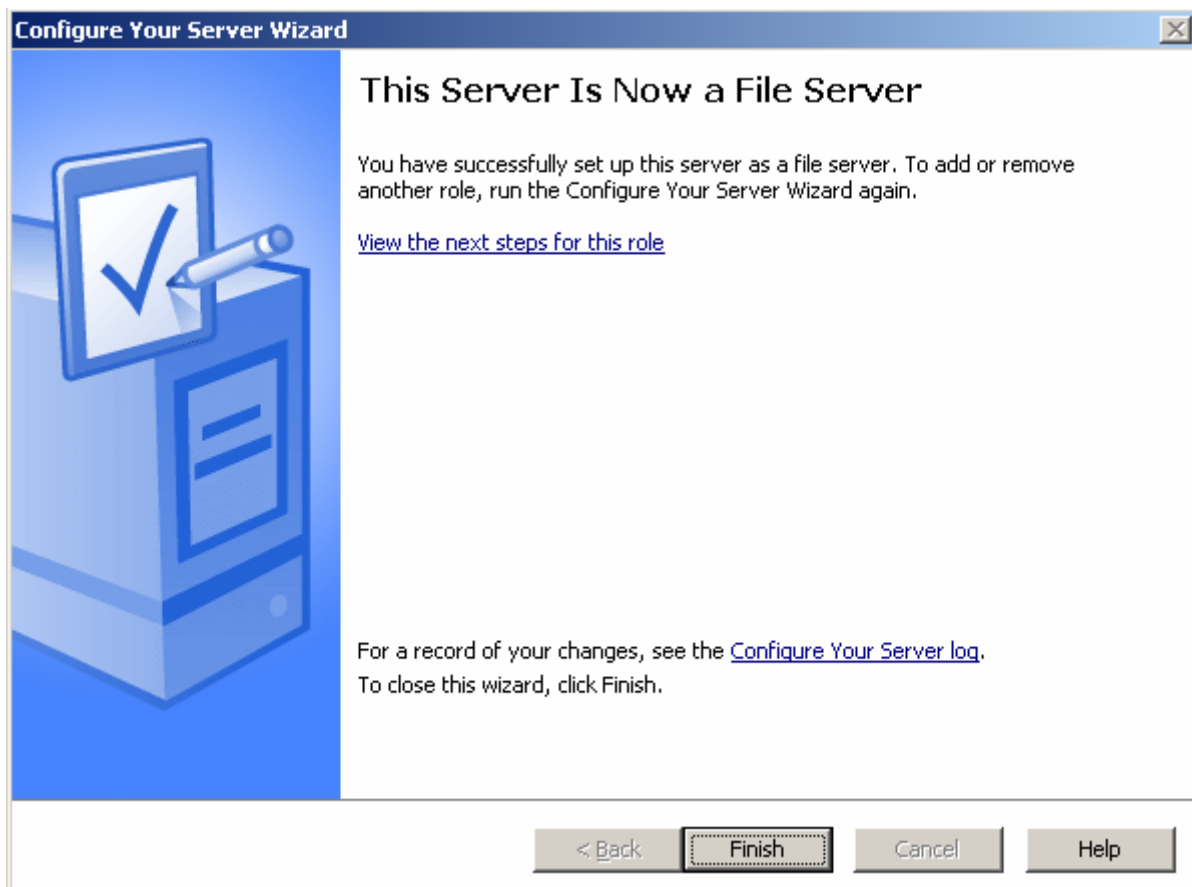 Configure Your Server Wizard
This Server Is Now a File Server
You have successfully set up this server as a file server. To add or remove
another role, run the Configure Your Server Wizard again.
View the next steps for this role
For a record of your changes, see the Configure Your Server log.
To close this wizard, click Finish.
< Back Finish Cancel Help